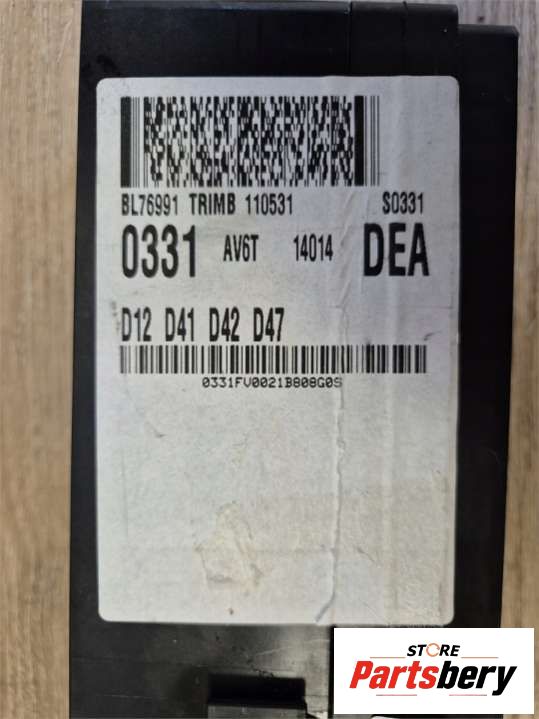 BL76991 TRIMB 110531 S0331
0331 AV6T 14014 DEA
D12 D41 D42 D47
0331FV0021B808G0S
STORE
Partsbery